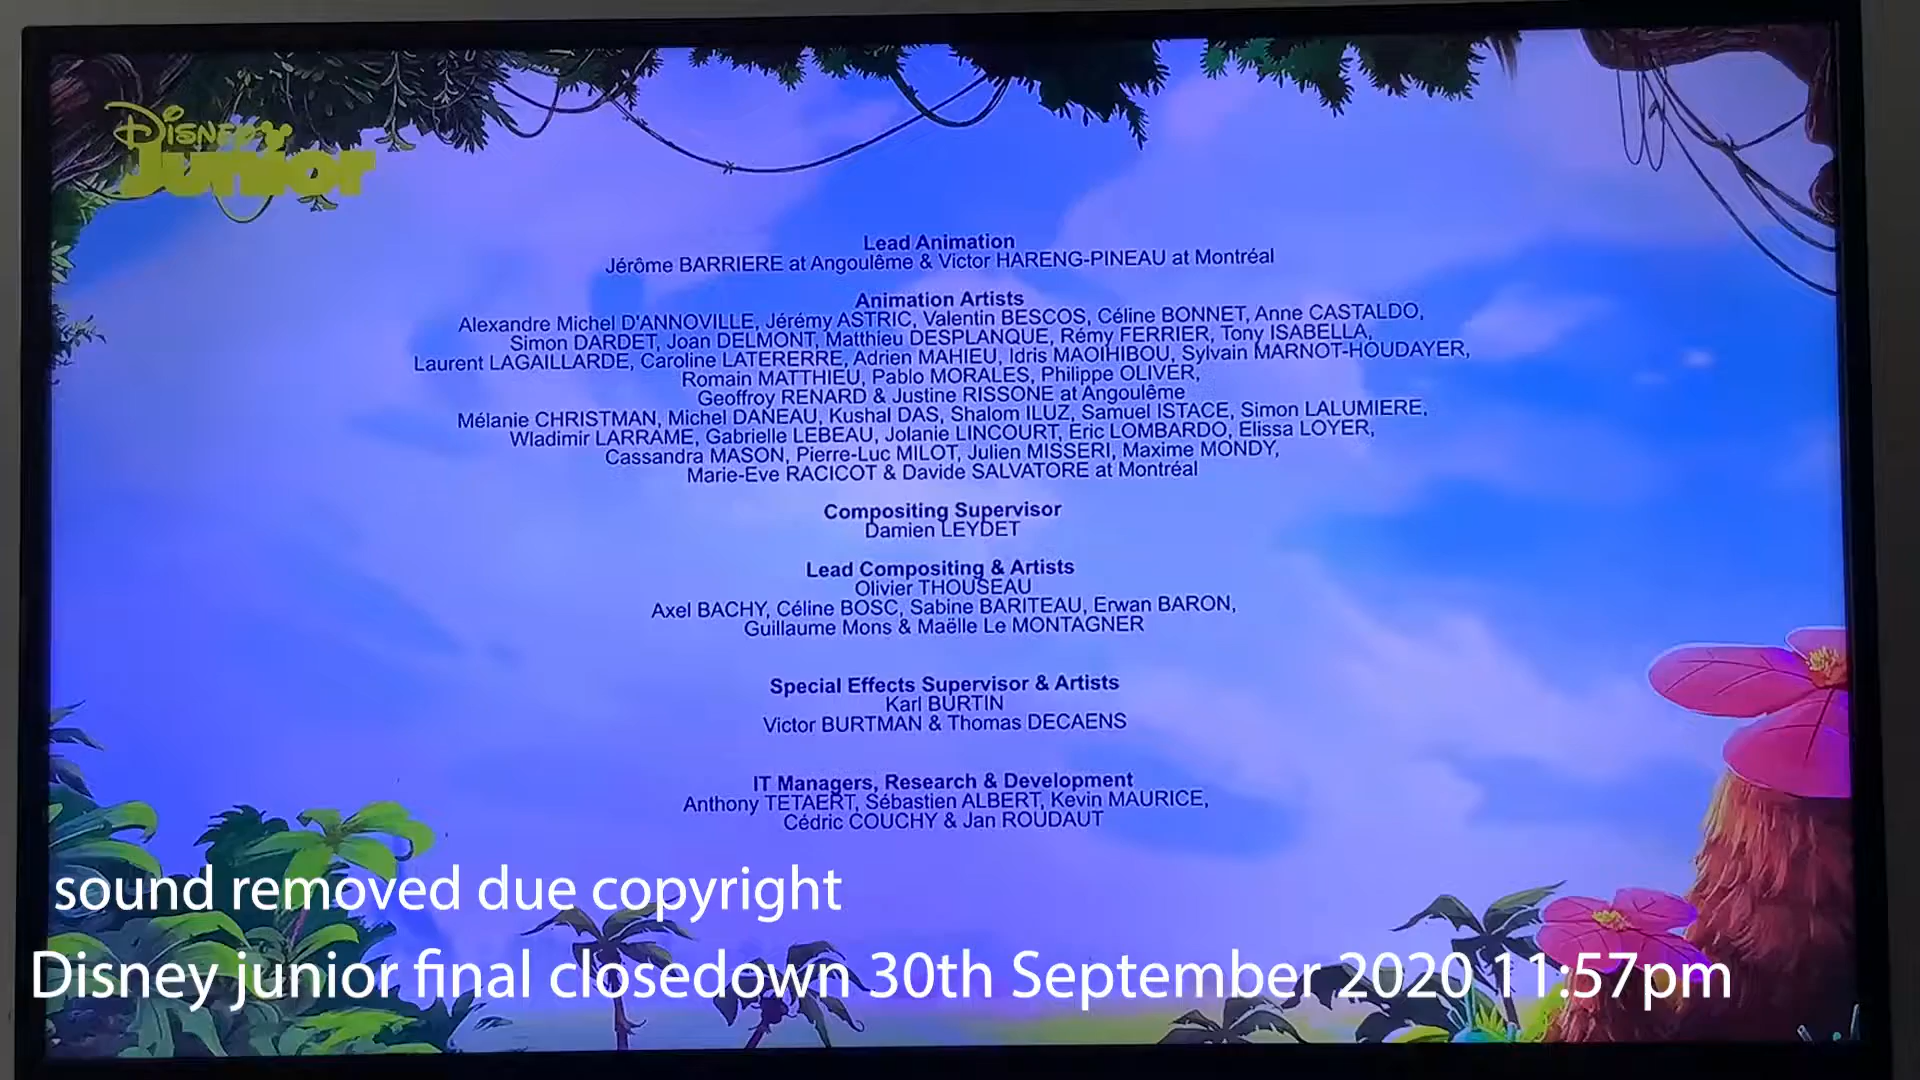 Disney
Junior
Lead Animation
Jérôme BARRIERE at Angoulême & Victor HARENG-PINEAU at Montréal
Animation Artists
Alexandre Michel D'ANNOVILLE, Jérémy ASTRIC, Valentin BESCOS, Céline BONNET, Anne CASTALDO,
Simon DARDET, Joan DELMONT, Matthieu DESPLANQUE, Rémy FERRIER, Tony ISABELLA,
Laurent LAGAILLARDE, Caroline LATERERRE, Adrien MAHIEU, Idris MAOIHIBOU, Sylvain MARNOT-HOUDAYER,
Romain MATTHIEU, Pablo MORALES, Philippe OLIVER,
Geoffroy RENARD & Justine RISSONE at Angoulême
Mélanie CHRISTMAN, Michel DANEAU, Kushal DAS, Shalom ILUZ, Samuel ISTACE, Simon LALUMIERE,
Wladimir LARRAME, Gabrielle LEBEAU, Jolanie LINCOURT, Eric LOMBARDO, Elissa LOYER,
Cassandra MASON, Pierre-Luc MILOT, Julien MISSERI, Maxime MONDY,
Marie-Eve RACICOT & Davide SALVATORE at Montréal
Compositing Supervisor
Damien LEYDET
Lead Compositing & Artists
Olivier THOUSEAU
Axel BACHY, Céline BOSC, Sabine BARITEAU, Erwan BARON,
Guillaume Mons & Maëlle Le MONTAGNER
Special Effects Supervisor & Artists
Karl BURTIN
Victor BURTMAN & Thomas DECAENS
IT Managers, Research & Development
Anthony TETAERT, Sébastien ALBERT, Kevin MAURICE,
Cédric COUCHY & Jan ROUDAUT
sound removed due copyright
Disney junior final closedown 30th September 2020 11:57pm